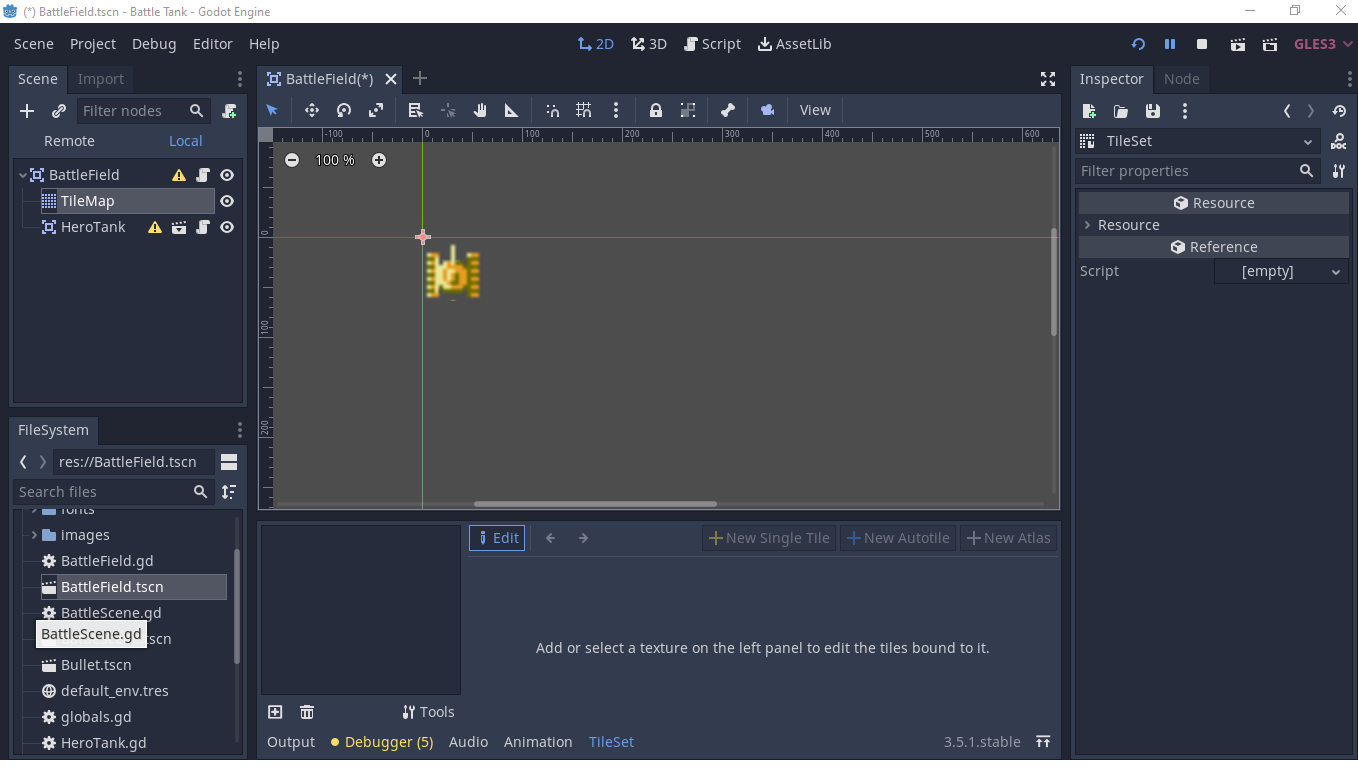 (*) BattleField.tscn - Battle Tank - Godot Engine
Scene Project Debug Editor Help 2D 3D Script AssetLib GLES3
Scene Import
BattleField(*)
Inspector Node
Filter nodes
View
Remote Local
TileSet
Filter properties
-100 0 100 200 300 400 500 600
100 %
BattleField
TileMap
HeroTank
Resource
Resource
Reference
Script [empty]
0
100
200
FileSystem
res://BattleField.tscn
Search files
fonts
images
BattleField.gd
BattleField.tscn
BattleScene.gd
BattleScene.gd
.tscn
Bullet.tscn
default_env.tres
globals.gd
HeroTank.gd
Edit New Single Tile New Autotile New Atlas
Add or select a texture on the left panel to edit the tiles bound to it.
Tools
Output Debugger (5) Audio Animation TileSet 3.5.1.stable